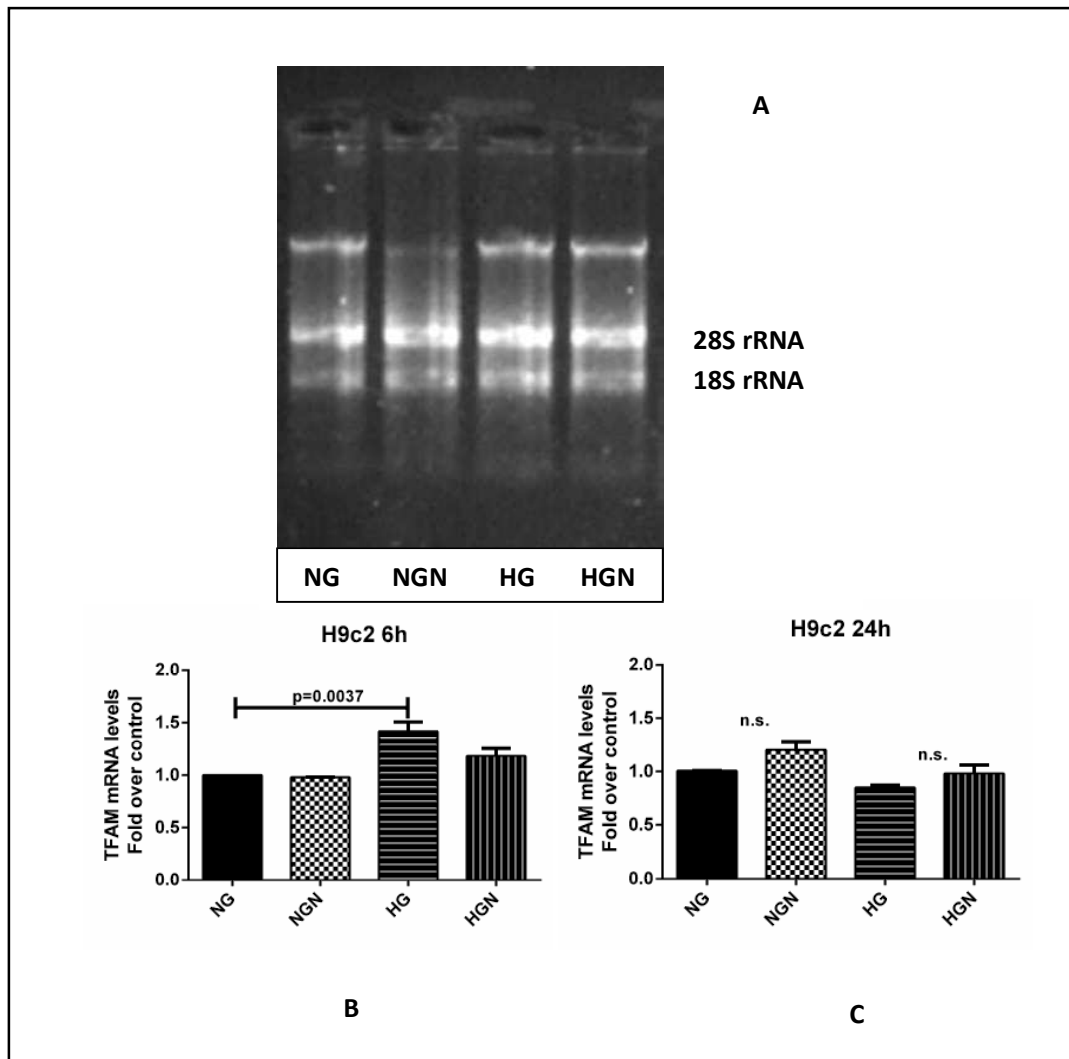 A
28S rRNA
18S rRNA
NG NGN HG HGN
H9c2 6h
TFAM mRNA levels
Fold over control
2.0
1.5
1.0
0.5
0.0
p=0.0037
NG NGN HG HGN
B
H9c2 24h
TFAM mRNA levels
Fold over control
2.0
1.5
1.0
0.5
0.0
n.s.
n.s.
NG NGN HG HGN
C